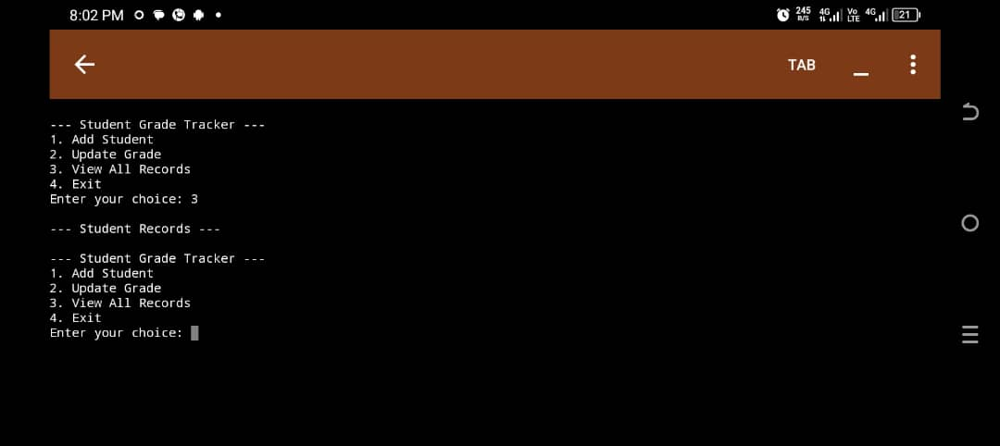 8:02 PM
245 B/S 4G Vo LTE 4G 21
TAB
--- Student Grade Tracker ---
1. Add Student
2. Update Grade
3. View All Records
4. Exit
Enter your choice: 3
--- Student Records ---
--- Student Grade Tracker ---
1. Add Student
2. Update Grade
3. View All Records
4. Exit
Enter your choice: